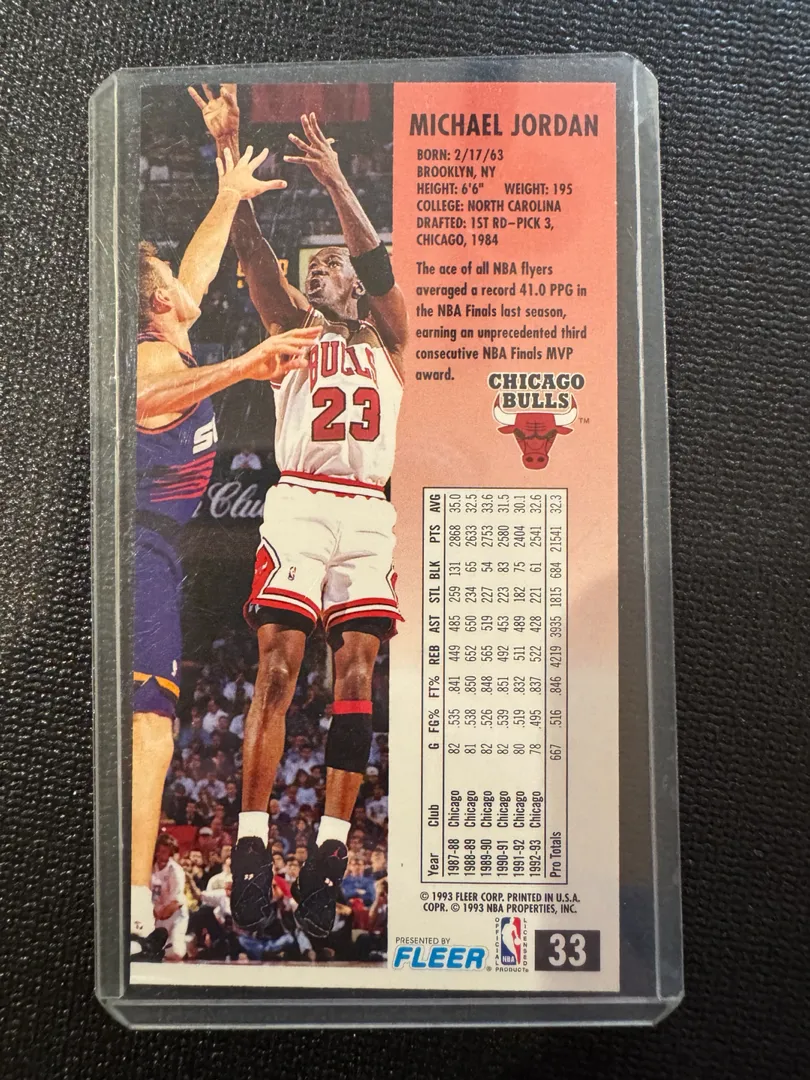 MICHAEL JORDAN
BORN: 2/17/63
BROOKLYN, NY
HEIGHT: 6'6" WEIGHT: 195
COLLEGE: NORTH CAROLINA
DRAFTED: 1ST RD–PICK 3,
CHICAGO, 1984
The ace of all NBA flyers
averaged a record 41.0 PPG in
the NBA Finals last season,
earning an unprecedented third
consecutive NBA Finals MVP
award.
CHICAGO
BULLS
TM
BULLS
23
SU
Clu
Year Club G FG% FT% REB AST STL BLK PTS AVG
1987-88 Chicago 82 .535 .841 449 485 259 131 2868 35.0
1988-89 Chicago 81 .538 .850 652 650 234 65 2633 32.5
1989-90 Chicago 82 .526 .848 565 519 227 54 2753 33.6
1990-91 Chicago 82 .539 .851 492 453 223 83 2580 31.5
1991-92 Chicago 80 .519 .832 511 489 182 75 2404 30.1
1992-93 Chicago 78 .495 .837 522 428 221 61 2541 32.6
Pro Totals 667 .516 .846 4219 3935 1815 684 21541 32.3
© 1993 FLEER CORP. PRINTED IN U.S.A.
COPR. © 1993 NBA PROPERTIES, INC.
PRESENTED BY
FLEER®
OFFICIAL LICENSED
NBA
PRODUCT
33